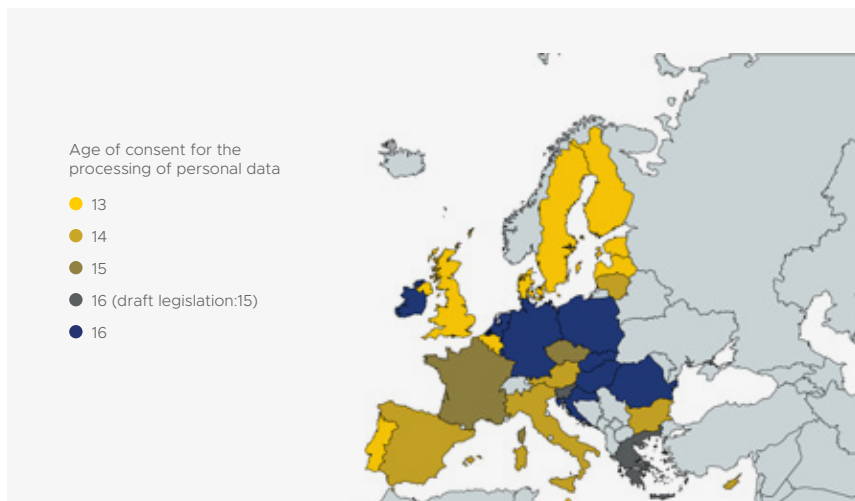 Age of consent for the
processing of personal data
13
14
15
16 (draft legislation:15)
16